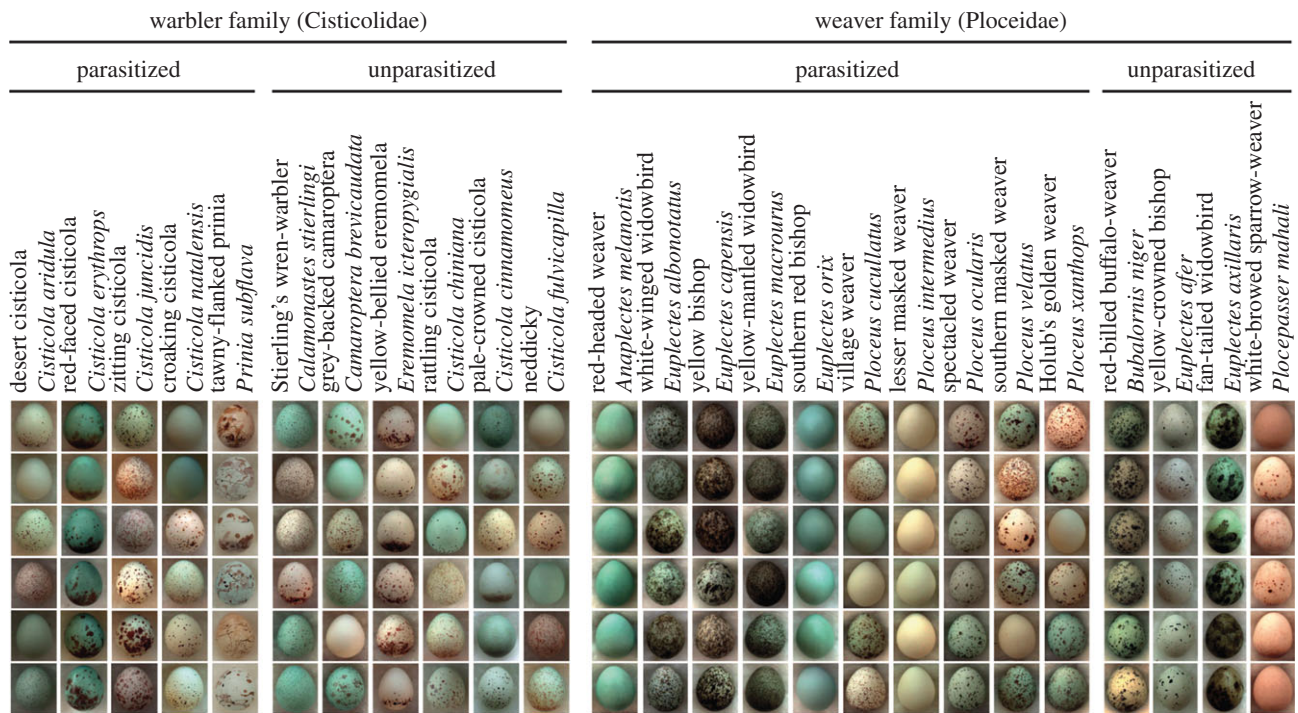 warbler family (Cisticolidae)
weaver family (Ploceidae)
parasitized
unparasitized
parasitized
unparasitized
desert cisticola
Cisticola aridula
red-faced cisticola
Cisticola erythrops
zitting cisticola
Cisticola juncidis
croaking cisticola
Cisticola natalensis
tawny-flanked prinia
Prinia subflava
Stierling's wren-warbler
Calamonastes stierlingi
grey-backed camaroptera
Camaroptera brevicaudata
yellow-bellied eremomela
Eremomela icteropygialis
rattling cisticola
Cisticola chiniana
pale-crowned cisticola
Cisticola cinnamomeus
neddicky
Cisticola fulvicapilla
red-headed weaver
Anaplectes melanotis
white-winged widowbird
Euplectes albonotatus
yellow bishop
Euplectes capensis
yellow-mantled widowbird
Euplectes macrourus
southern red bishop
Euplectes orix
village weaver
Ploceus cucullatus
lesser masked weaver
Ploceus intermedius
spectacled weaver
Ploceus ocularis
southern masked weaver
Ploceus velatus
Holub's golden weaver
Ploceus xanthops
red-billed buffalo-weaver
Bubalornis niger
yellow-crowned bishop
Euplectes afer
fan-tailed widowbird
Euplectes axillaris
white-browed sparrow-weaver
Plocepasser mahali